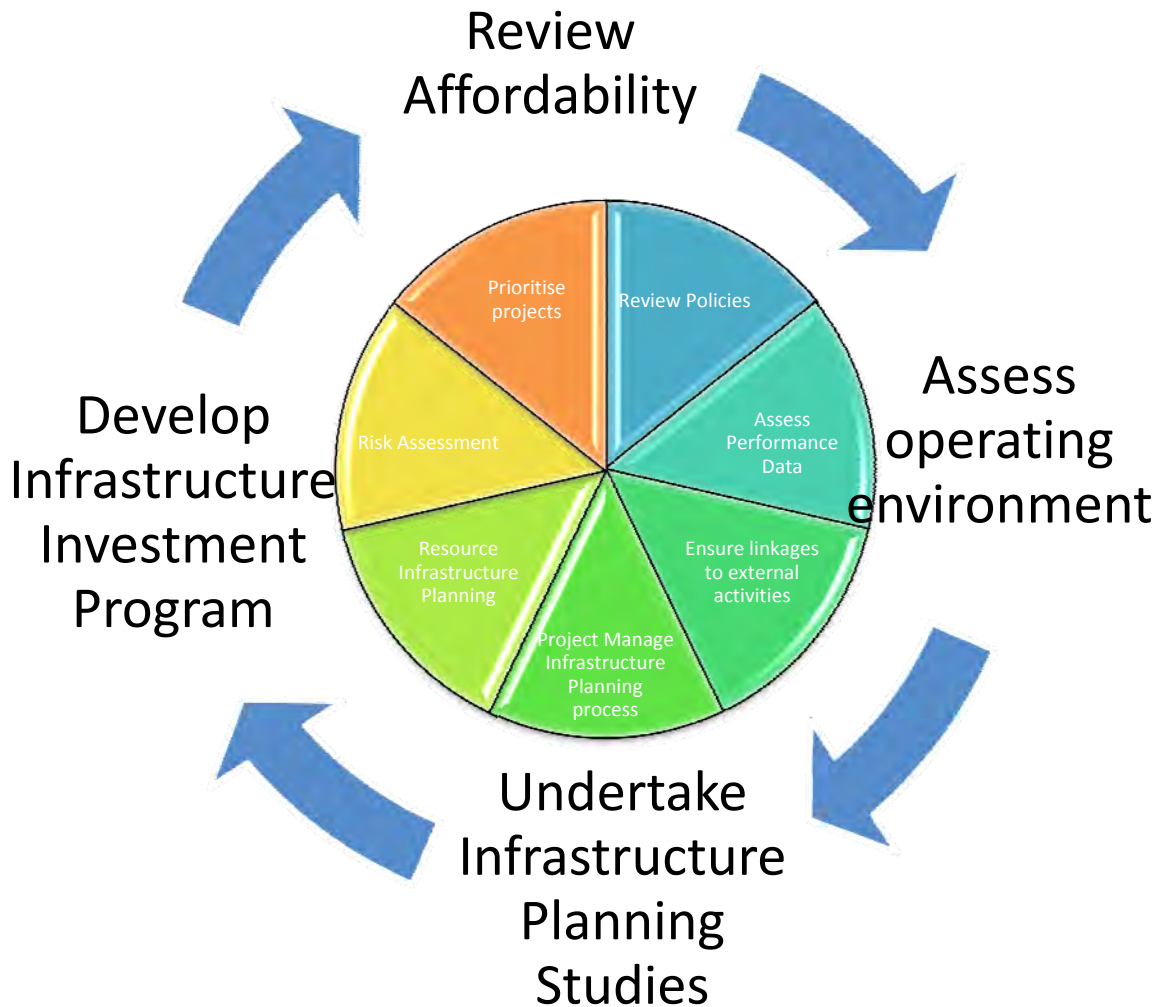 Review
Affordability
Assess
operating
environment
Undertake
Infrastructure
Planning
Studies
Develop
Infrastructure
Investment
Program
Review Policies
Assess
Performance
Data
Ensure linkages
to external
activities
Project Manage
Infrastructure
Planning
process
Resource
Infrastructure
Planning
Risk Assessment
Prioritise
projects